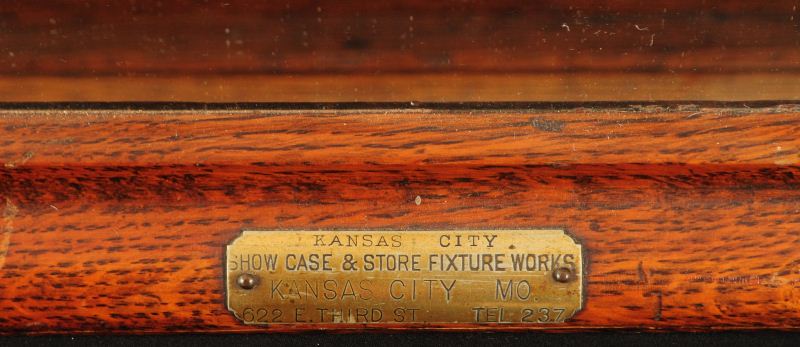 KANSAS CITY
SHOW CASE & STORE FIXTURE WORKS
KANSAS CITY MO.
622 E. THIRD ST. TEL 237